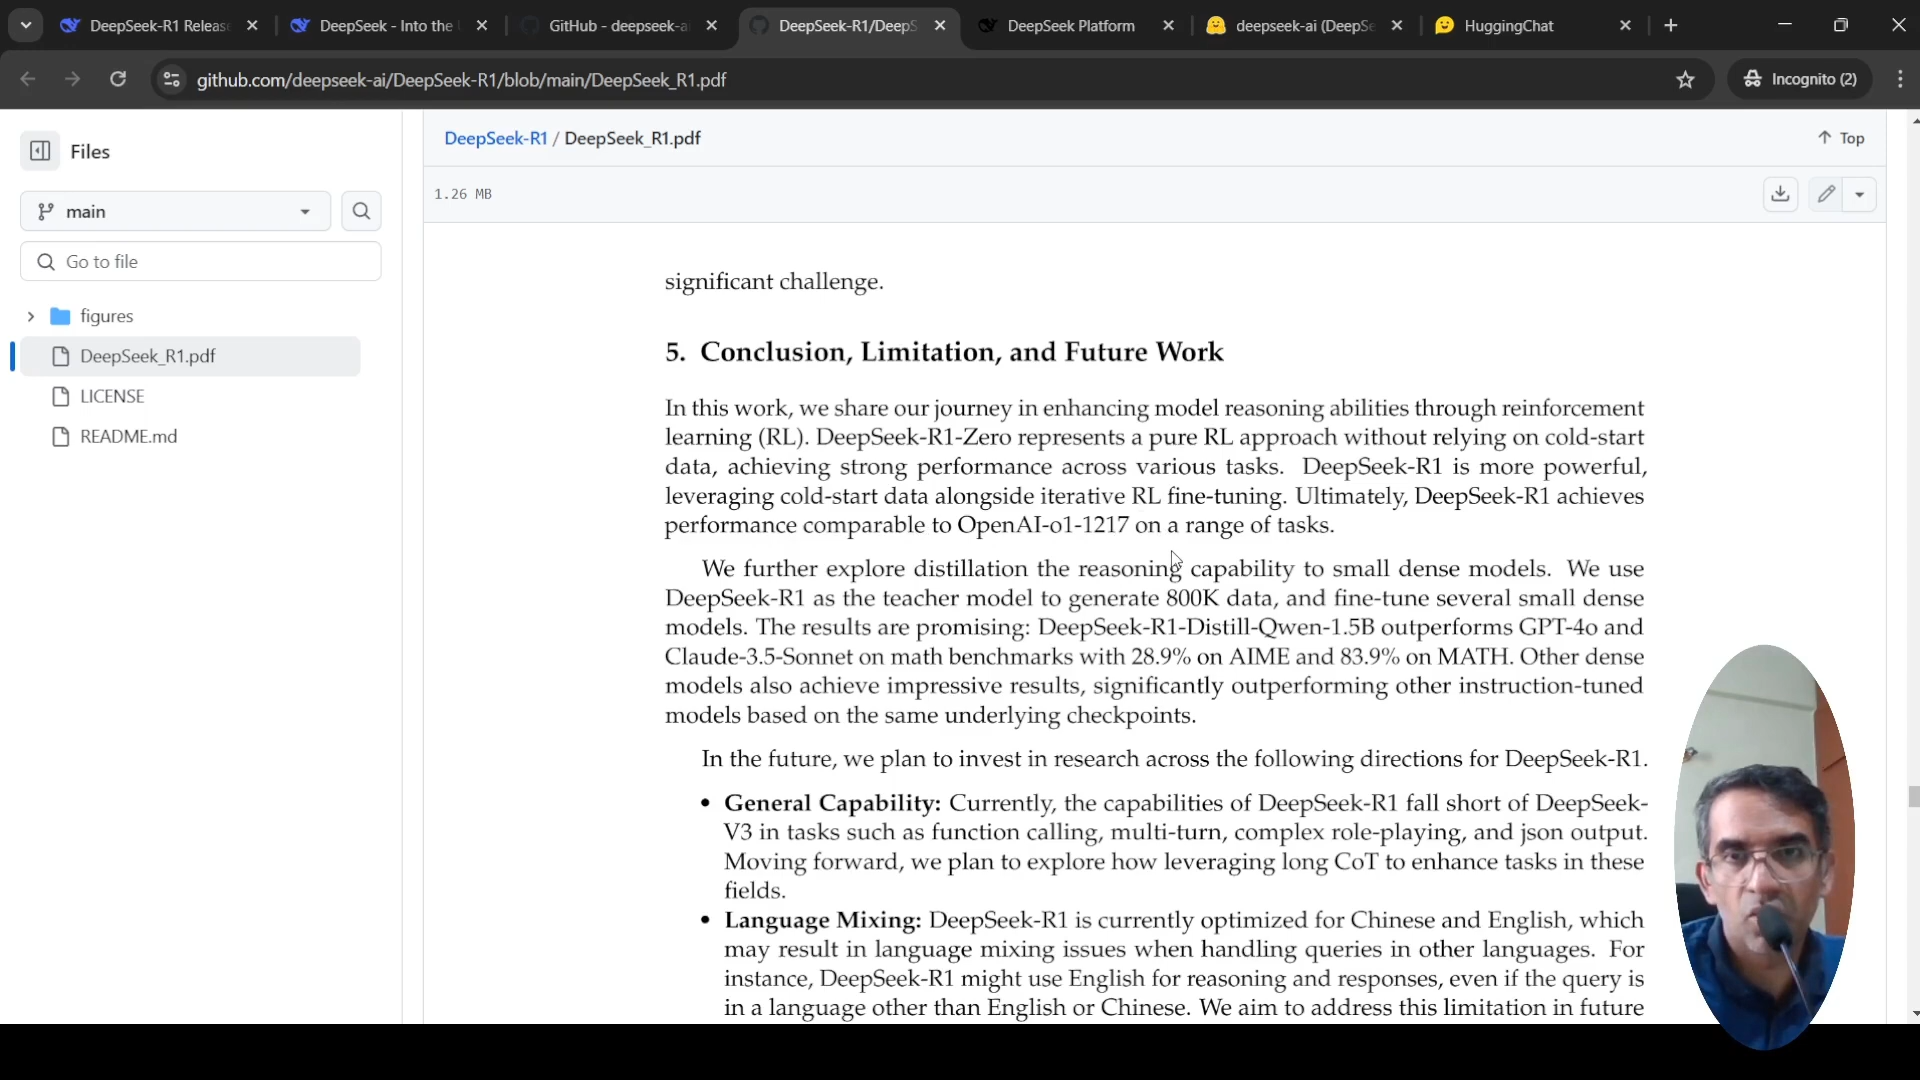 DeepSeek-R1 Releas
DeepSeek - Into the
GitHub - deepseek-a
DeepSeek-R1/DeepS
DeepSeek Platform
deepseek-ai (DeepSe
HuggingChat
github.com/deepseek-ai/DeepSeek-R1/blob/main/DeepSeek_R1.pdf
Incognito (2)
Files
main
Go to file
figures
DeepSeek_R1.pdf
LICENSE
README.md
DeepSeek-R1 / DeepSeek_R1.pdf
Top
1.26 MB
significant challenge.
5. Conclusion, Limitation, and Future Work
In this work, we share our journey in enhancing model reasoning abilities through reinforcement
learning (RL). DeepSeek-R1-Zero represents a pure RL approach without relying on cold-start
data, achieving strong performance across various tasks. DeepSeek-R1 is more powerful,
leveraging cold-start data alongside iterative RL fine-tuning. Ultimately, DeepSeek-R1 achieves
performance comparable to OpenAI-o1-1217 on a range of tasks.
We further explore distillation the reasoning capability to small dense models. We use
DeepSeek-R1 as the teacher model to generate 800K data, and fine-tune several small dense
models. The results are promising: DeepSeek-R1-Distill-Qwen-1.5B outperforms GPT-4o and
Claude-3.5-Sonnet on math benchmarks with 28.9% on AIME and 83.9% on MATH. Other dense
models also achieve impressive results, significantly outperforming other instruction-tuned
models based on the same underlying checkpoints.
In the future, we plan to invest in research across the following directions for DeepSeek-R1.
• General Capability: Currently, the capabilities of DeepSeek-R1 fall short of DeepSeek-
V3 in tasks such as function calling, multi-turn, complex role-playing, and json output.
Moving forward, we plan to explore how leveraging long CoT to enhance tasks in these
fields.
• Language Mixing: DeepSeek-R1 is currently optimized for Chinese and English, which
may result in language mixing issues when handling queries in other languages. For
instance, DeepSeek-R1 might use English for reasoning and responses, even if the query is
in a language other than English or Chinese. We aim to address this limitation in future